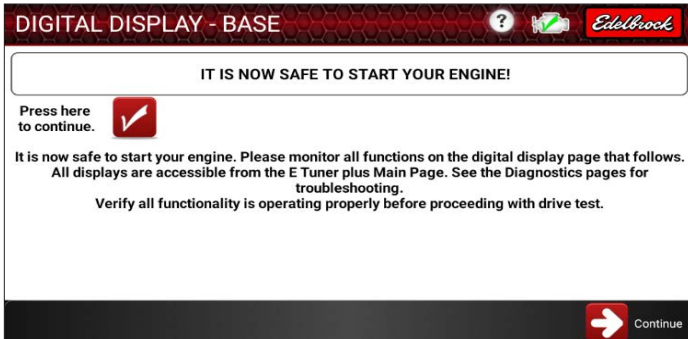 DIGITAL DISPLAY - BASE
?
Edelbrock
IT IS NOW SAFE TO START YOUR ENGINE!
Press here
to continue.
It is now safe to start your engine. Please monitor all functions on the digital display page that follows.
All displays are accessible from the E Tuner plus Main Page. See the Diagnostics pages for
troubleshooting.
Verify all functionality is operating properly before proceeding with drive test.
Continue